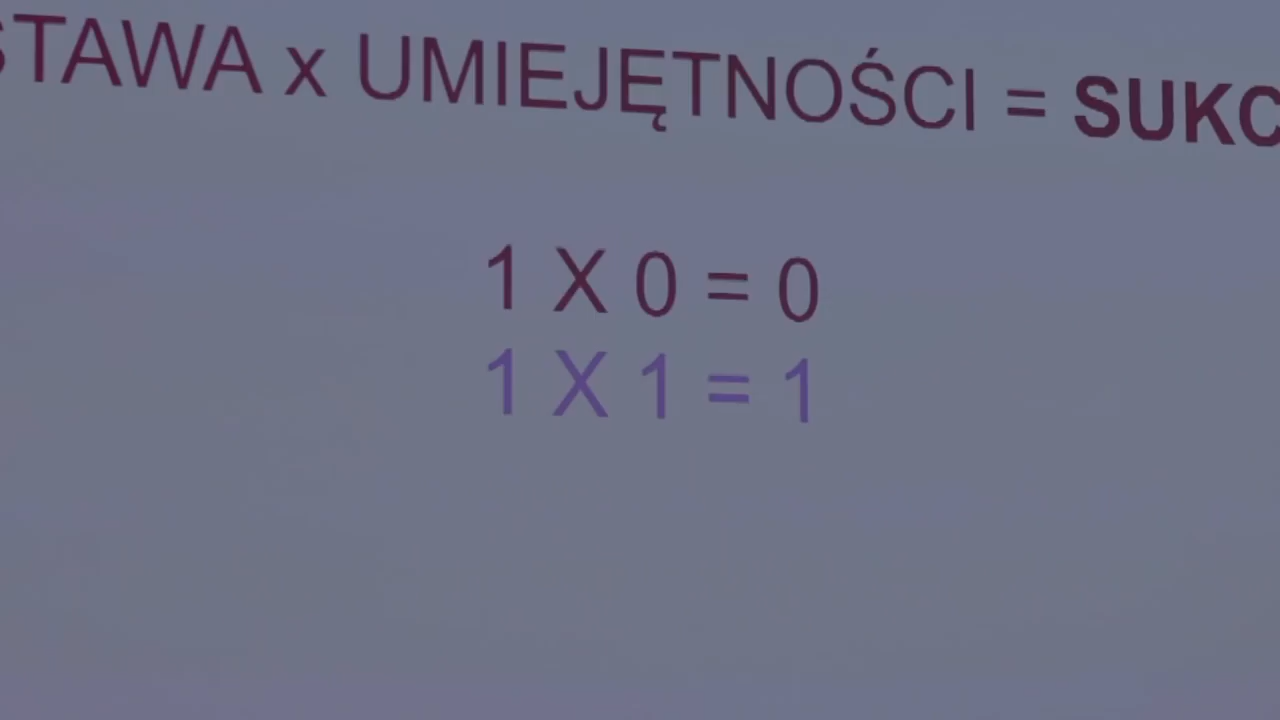 STAWA x UMIEJĘTNOŚCI = SUKC
1 X 0 = 0
1 X 1 = 1